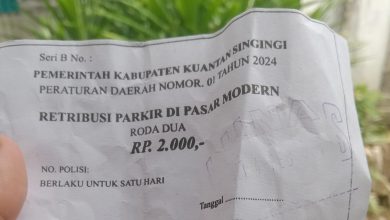 Seri B No. :
PEMERINTAH KABUPATEN KUANTAN SINGINGI
PERATURAN DAERAH NOMOR. 01 TAHUN 2024
RETRIBUSI PARKIR DI PASAR MODERN
RODA DUA
RP. 2.000,-
NO. POLISI:
BERLAKU UNTUK SATU HARI
Tanggal